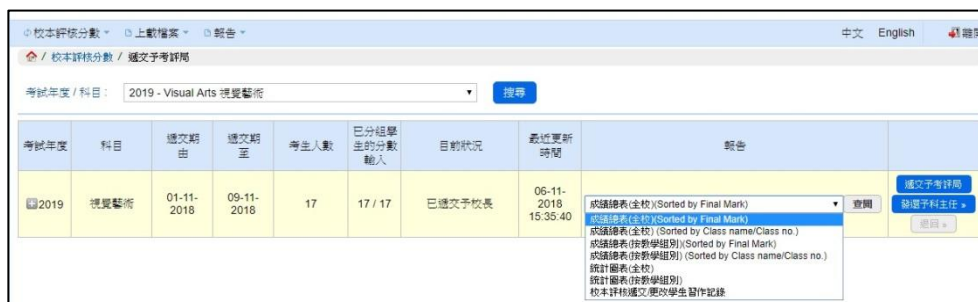 校本評核分數 上載檔案 報告 中文 English 離開
/ 校本評核分數 / 遞交予考評局
考試年度 / 科目： 2019 - Visual Arts 視覺藝術 搜尋
考試年度 科目 遞交期由 遞交期至 考生人數 已分組學生的分數輸入 目前狀況 最近更新時間 報告
2019 視覺藝術 01-11-2018 09-11-2018 17 17 / 17 已遞交予校長 06-11-2018 15:35:40 成績總表(全校)(Sorted by Final Mark) 查閱
遞交予考評局
發還予科主任 »
退回 »
成績總表(全校)(Sorted by Final Mark)
成績總表(全校) (Sorted by Class name/Class no.)
成績總表(按教學組別)(Sorted by Final Mark)
成績總表(按教學組別) (Sorted by Class name/Class no.)
統計圖表(全校)
統計圖表(按教學組別)
校本評核遞交/更改學生習作記錄